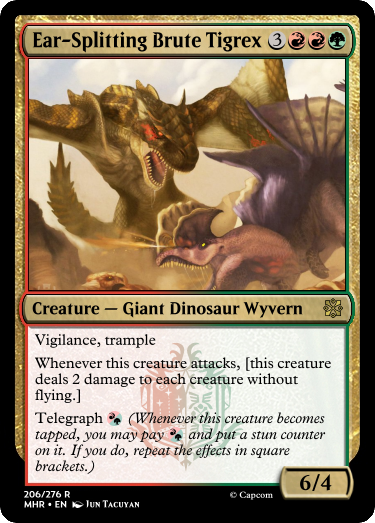 Ear-Splitting Brute Tigrex 3
Creature — Giant Dinosaur Wyvern
Vigilance, trample
Whenever this creature attacks, [this creature
deals 2 damage to each creature without
flying.]
Telegraph (Whenever this creature becomes
tapped, you may pay and put a stun counter
on it. If you do, repeat the effects in square
brackets.)
6/4
206/276 R
MHR • EN Jun Tacuyan
© Capcom